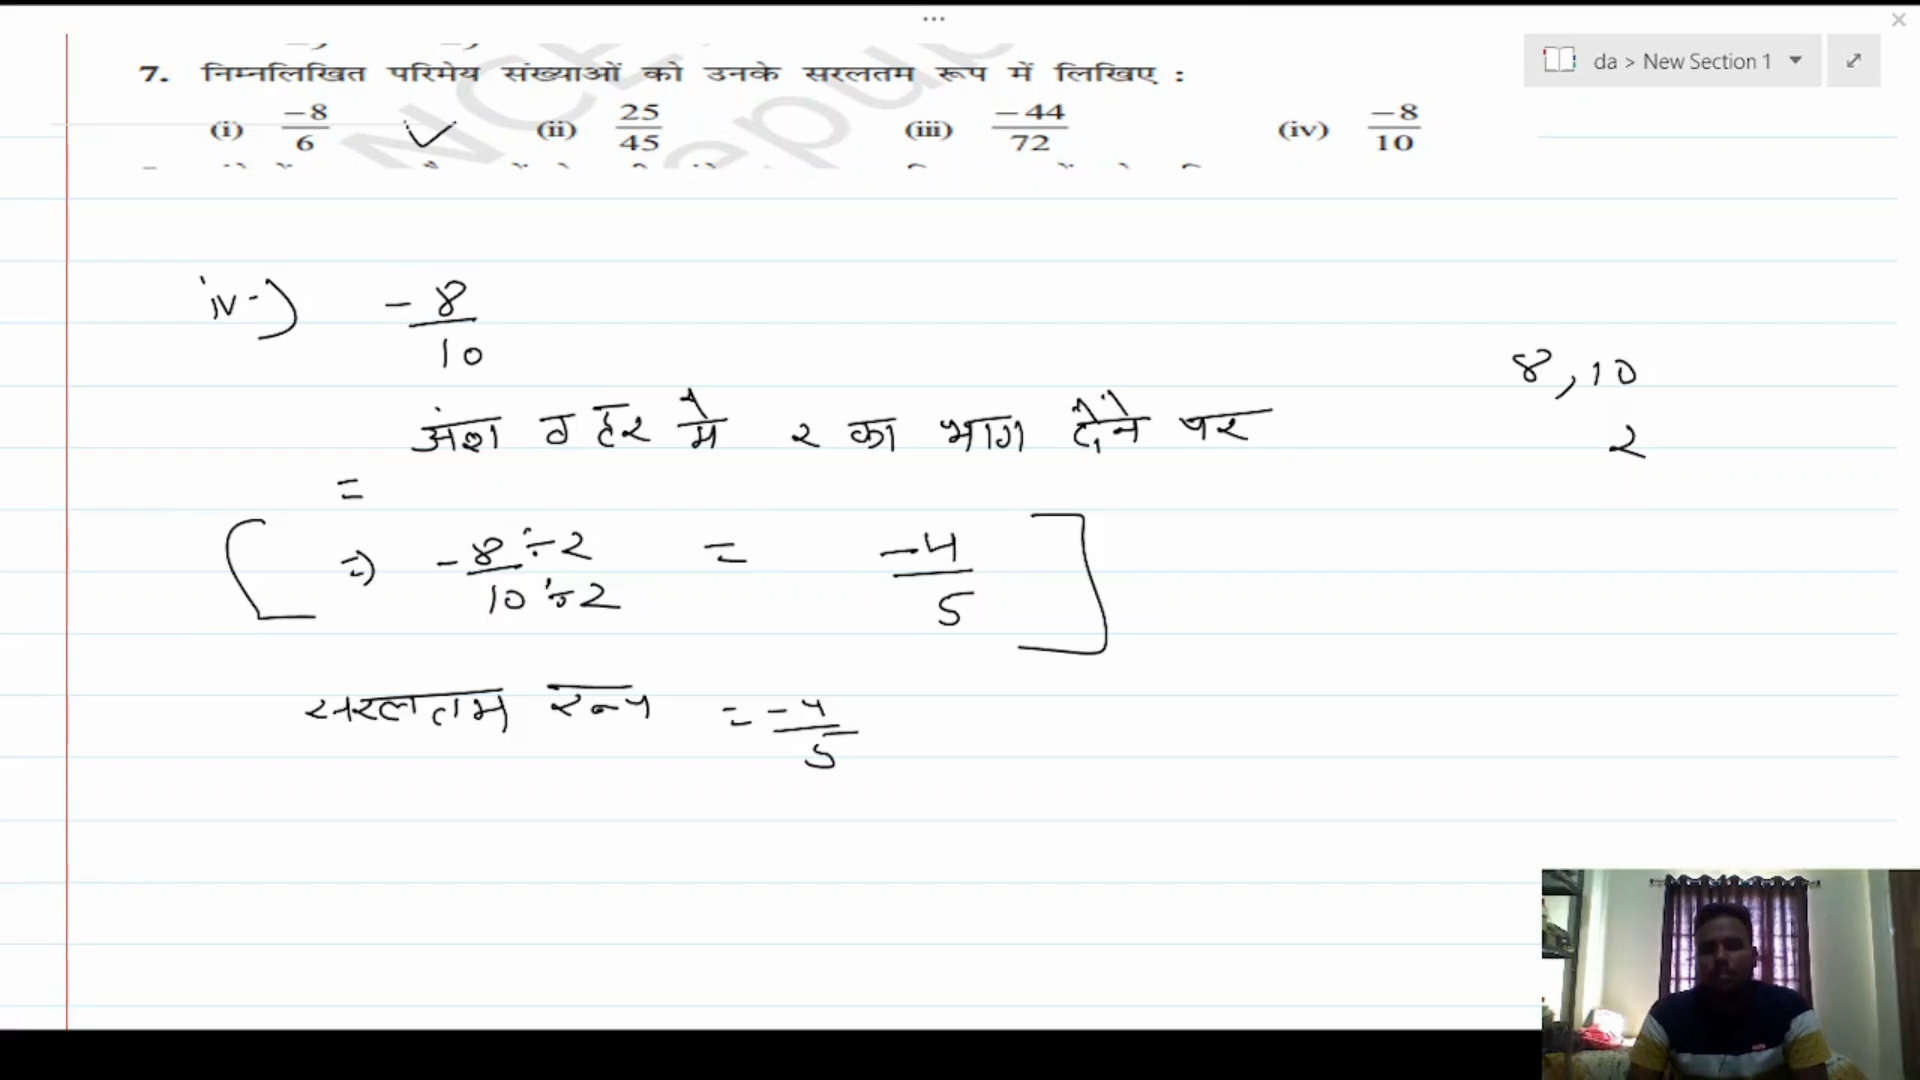 ...
da > New Section 1
7. निम्नलिखित परिमेय संख्याओं को उनके सरलतम रूप में लिखिए :
(i) -8/6 ✓ (ii) 25/45 (iii) -44/72 (iv) -8/10
iv-) -8/10
8, 10
अंश व हर में 2 का भाग देने पर
2
=
[ => -8÷2/10÷2 = -4/5 ]
सरलतम रूप = -4/5